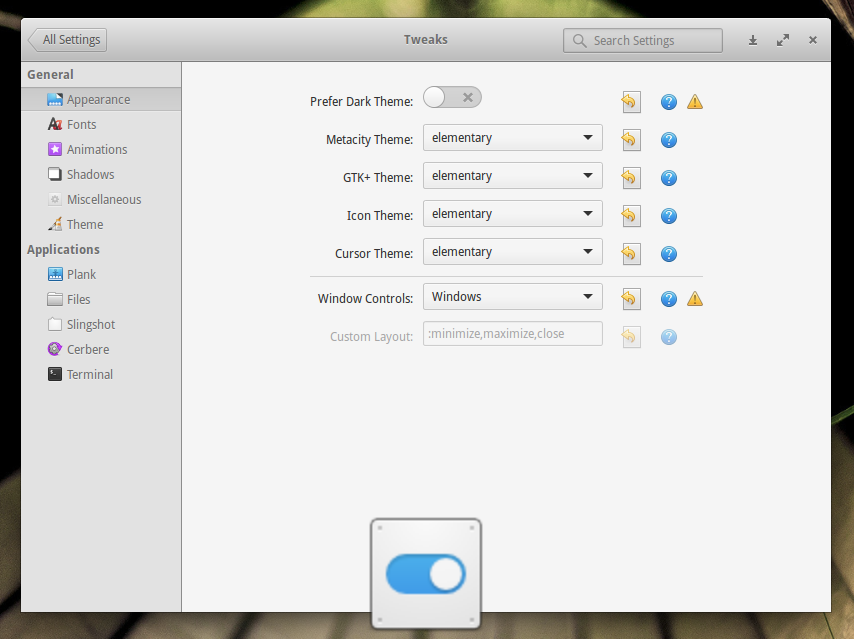 All Settings
Tweaks
Search Settings
General
Appearance
Fonts
Animations
Shadows
Miscellaneous
Theme
Applications
Plank
Files
Slingshot
Cerbere
Terminal
Prefer Dark Theme:
Metacity Theme: elementary
GTK+ Theme: elementary
Icon Theme: elementary
Cursor Theme: elementary
Window Controls: Windows
Custom Layout: :minimize,maximize,close